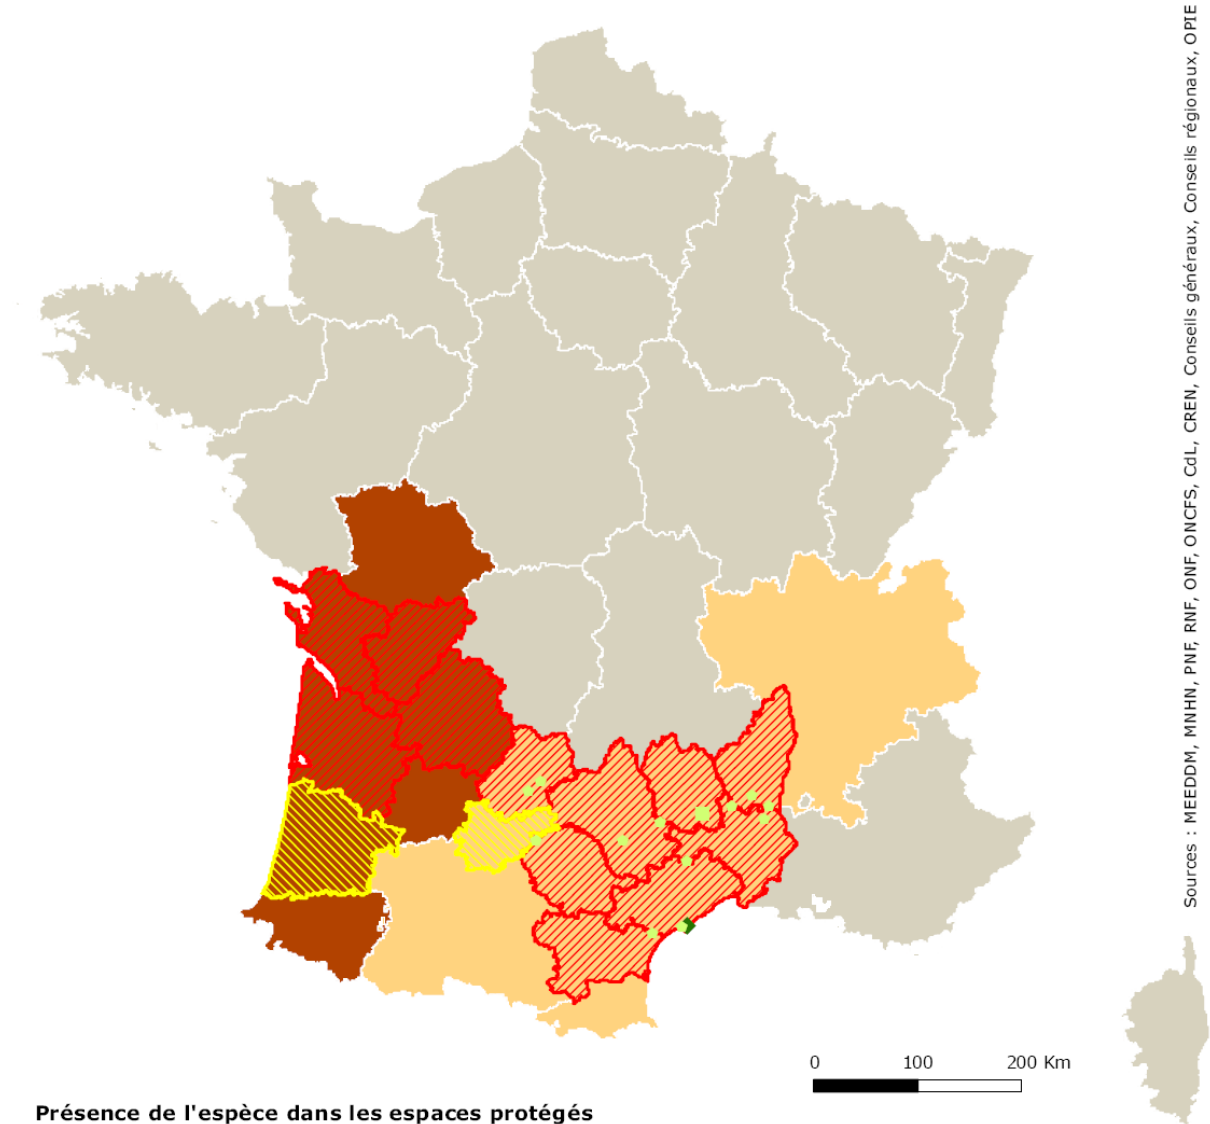 Sources : MEEDDM, MNHN, PNF, RNF, ONF, ONCFS, CdL, CREN, Conseils généraux, Conseils régionaux, OPIE
0 100 200 Km
Présence de l'espèce dans les espaces protégés